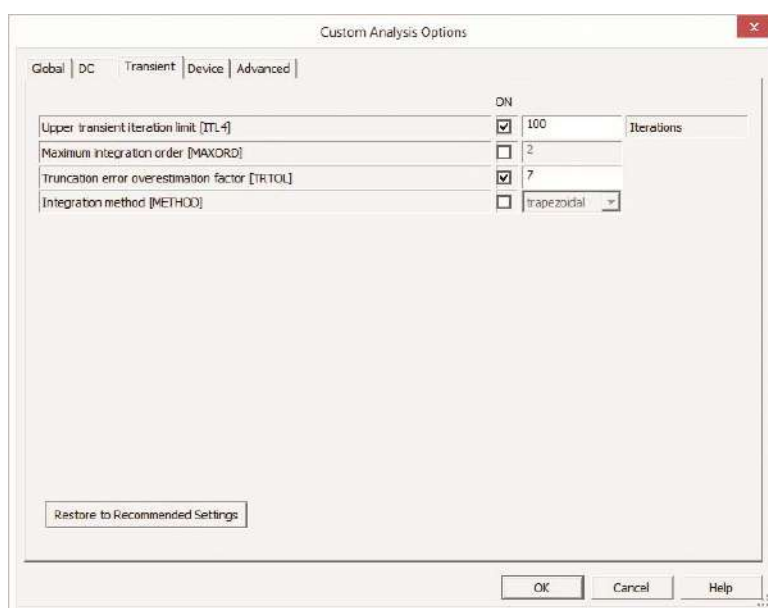 Custom Analysis Options
x
Global DC Transient Device Advanced
ON
Upper transient iteration limit [ITL4] 100 Iterations
Maximum integration order [MAXORD] 2
Truncation error overestimation factor [TRTOL] 7
Integration method [METHOD] trapezoidal
Restore to Recommended Settings
OK Cancel Help